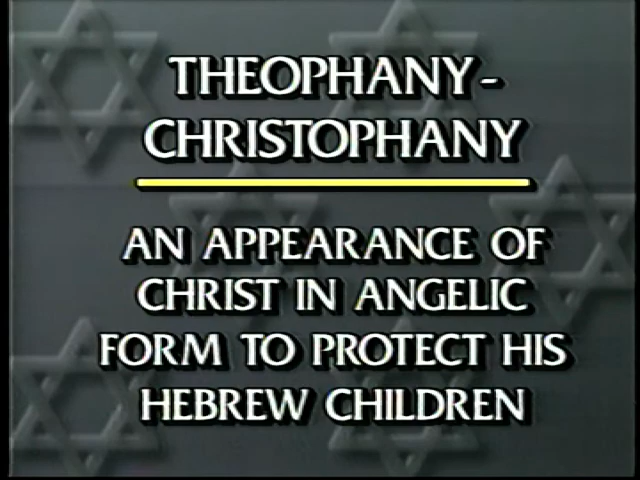 THEOPHANY-
CHRISTOPHANY
AN APPEARANCE OF
CHRIST IN ANGELIC
FORM TO PROTECT HIS
HEBREW CHILDREN